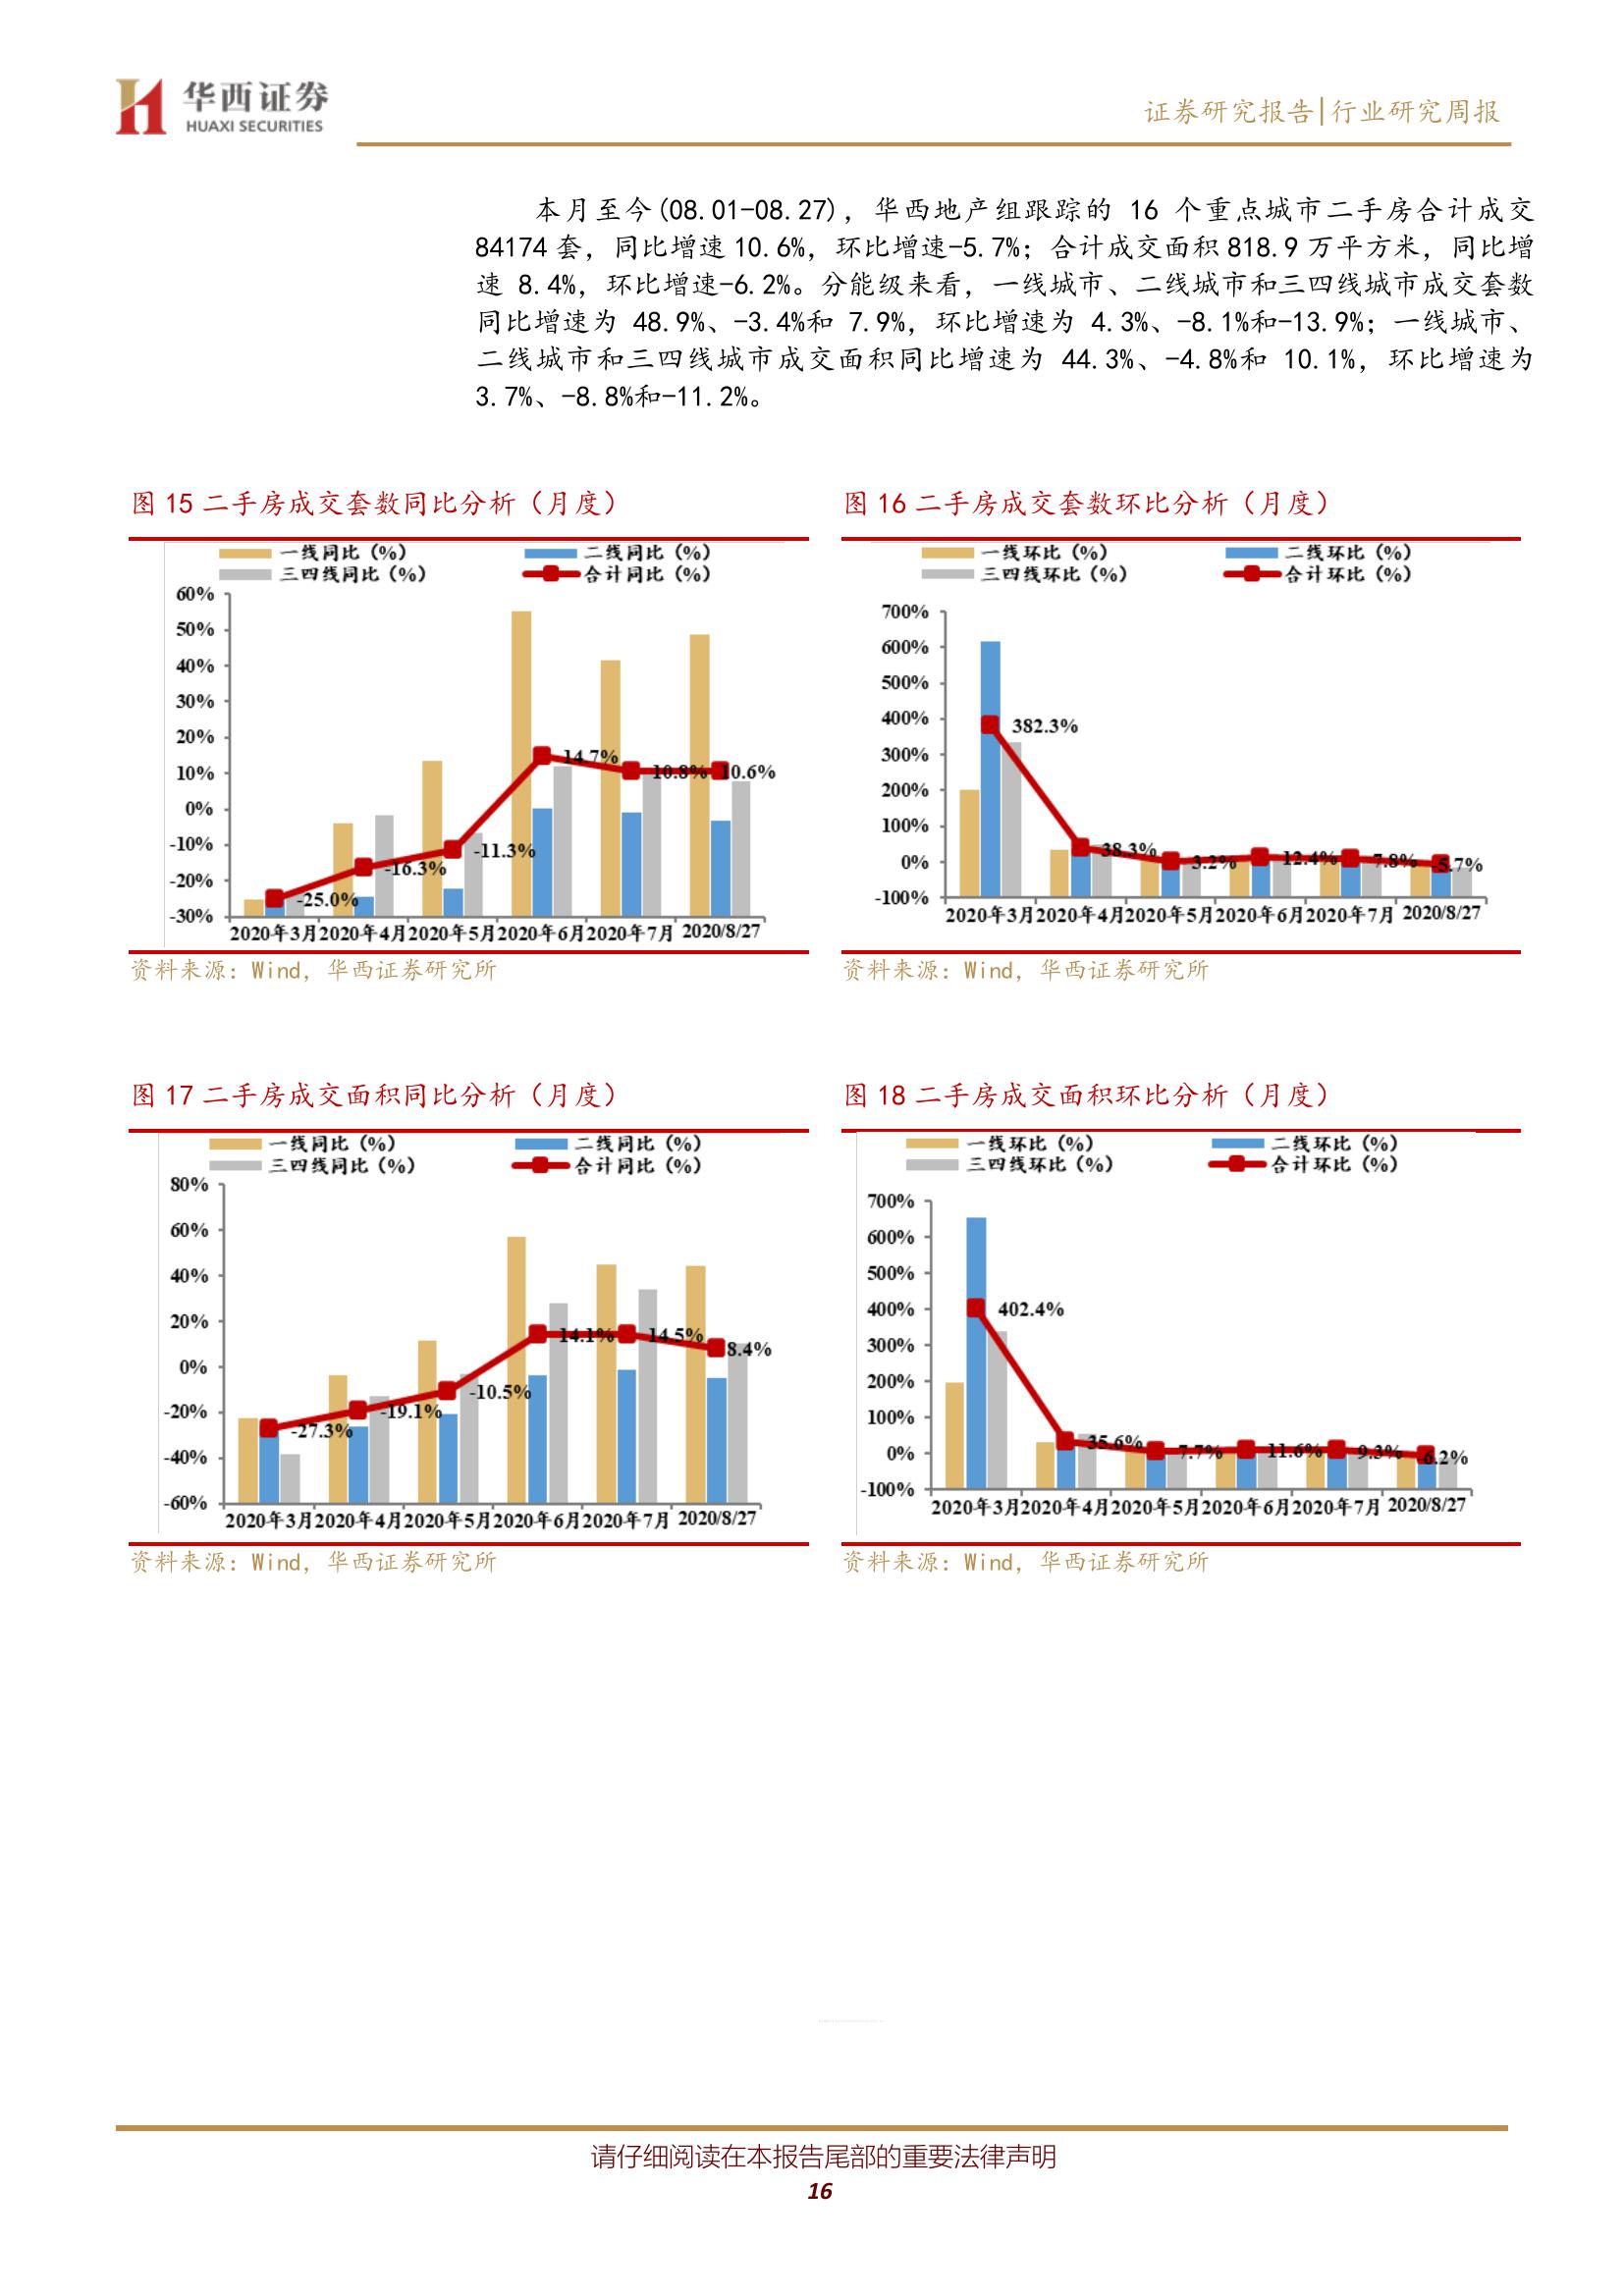 华西证券
HUAXI SECURITIES
证券研究报告|行业研究周报
本月至今(08.01-08.27)，华西地产组跟踪的 16 个重点城市二手房合计成交
84174 套，同比增速 10.6%，环比增速-5.7%；合计成交面积 818.9 万平方米，同比增
速 8.4%，环比增速-6.2%。分能级来看，一线城市、二线城市和三四线城市成交套数
同比增速为 48.9%、-3.4%和 7.9%，环比增速为 4.3%、-8.1%和-13.9%；一线城市、
二线城市和三四线城市成交面积同比增速为 44.3%、-4.8%和 10.1%，环比增速为
3.7%、-8.8%和-11.2%。
图 15 二手房成交套数同比分析（月度）
一线同比（%） 二线同比（%）
三四线同比（%） 合计同比（%）
60%
50%
40%
30%
20%
10%
0%
-10%
-20%
-30%
-25.0%
-16.3%
-11.3%
14.7%
10.8%
10.6%
2020年3月 2020年4月 2020年5月 2020年6月 2020年7月 2020/8/27
资料来源：Wind，华西证券研究所
图 16 二手房成交套数环比分析（月度）
一线环比（%） 二线环比（%）
三四线环比（%） 合计环比（%）
700%
600%
500%
400%
300%
200%
100%
0%
-100%
382.3%
38.3%
3.2%
12.4%
7.8%
-5.7%
2020年3月 2020年4月 2020年5月 2020年6月 2020年7月 2020/8/27
资料来源：Wind，华西证券研究所
图 17 二手房成交面积同比分析（月度）
一线同比（%） 二线同比（%）
三四线同比（%） 合计同比（%）
80%
60%
40%
20%
0%
-20%
-40%
-60%
-27.3%
-19.1%
-10.5%
14.1%
14.5%
8.4%
2020年3月 2020年4月 2020年5月 2020年6月 2020年7月 2020/8/27
资料来源：Wind，华西证券研究所
图 18 二手房成交面积环比分析（月度）
一线环比（%） 二线环比（%）
三四线环比（%） 合计环比（%）
700%
600%
500%
400%
300%
200%
100%
0%
-100%
402.4%
35.6%
7.7%
11.6%
9.3%
-6.2%
2020年3月 2020年4月 2020年5月 2020年6月 2020年7月 2020/8/27
资料来源：Wind，华西证券研究所
请仔细阅读在本报告尾部的重要法律声明
16